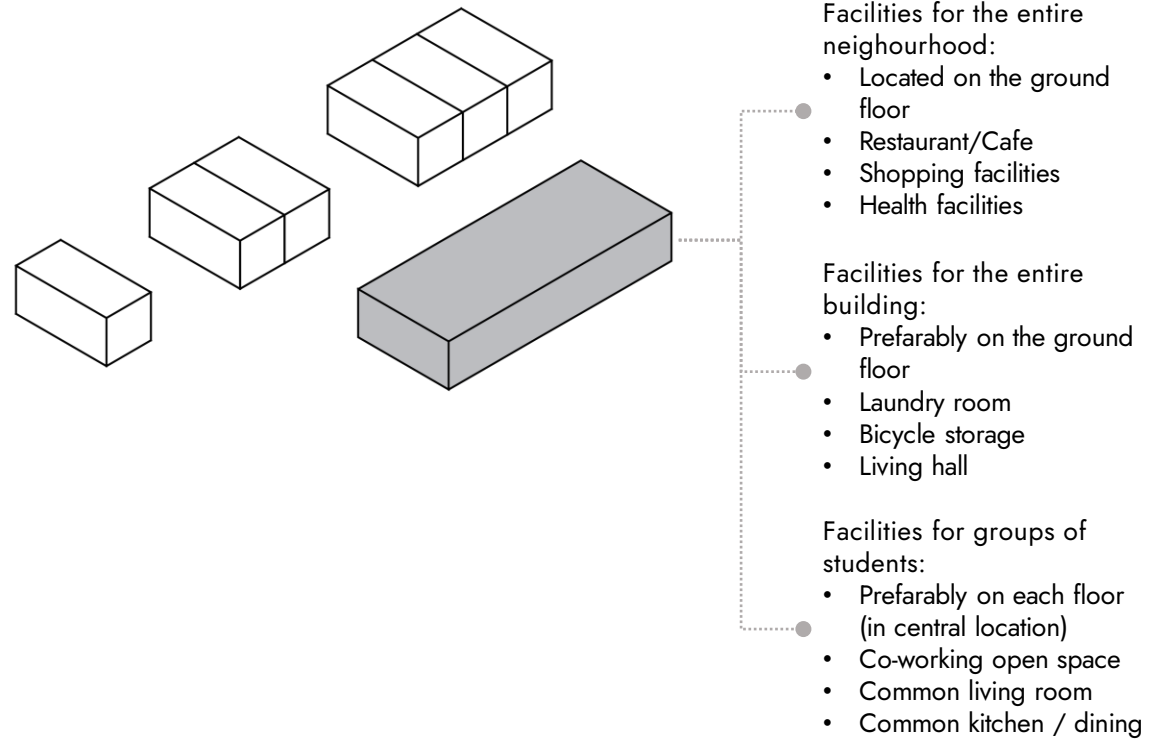 Facilities for the entire
neighourhood:
• Located on the ground
floor
• Restaurant/Cafe
• Shopping facilities
• Health facilities
Facilities for the entire
building:
• Prefarably on the ground
floor
• Laundry room
• Bicycle storage
• Living hall
Facilities for groups of
students:
• Prefarably on each floor
(in central location)
• Co-working open space
• Common living room
• Common kitchen / dining